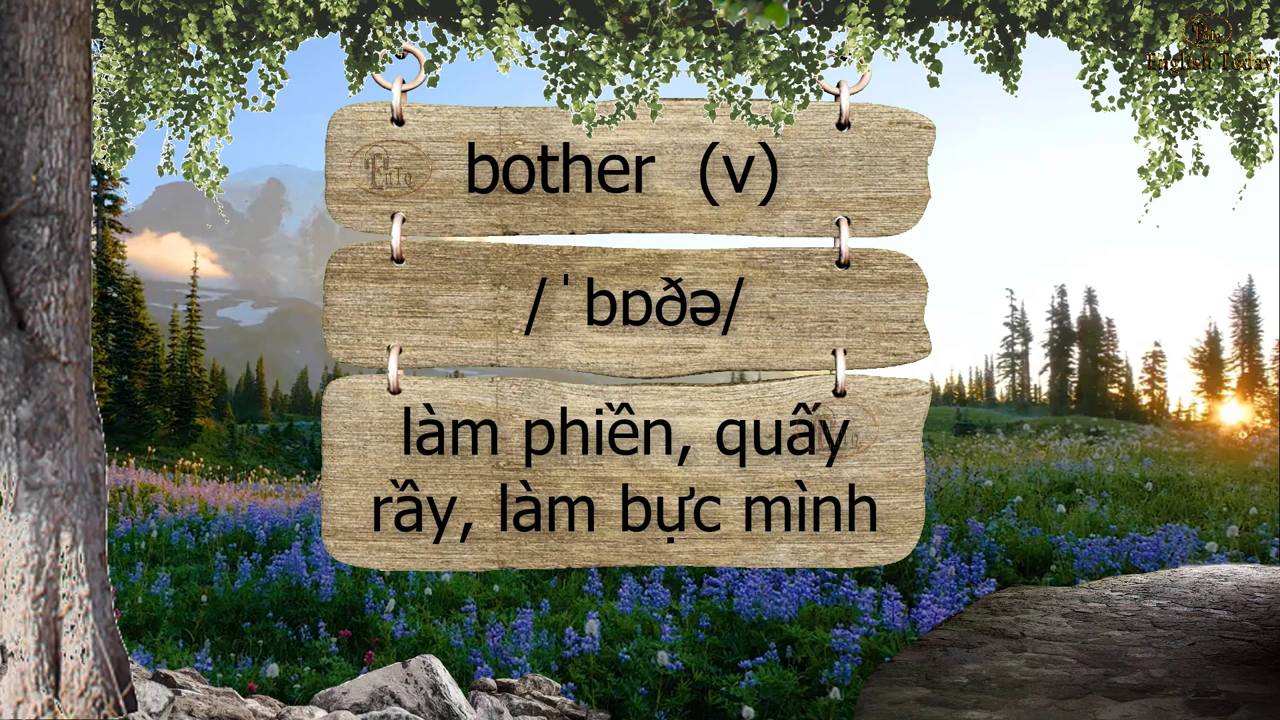 English Today
bother (v)
/ˈbɒðə/
làm phiền, quấy
rầy, làm bực mình